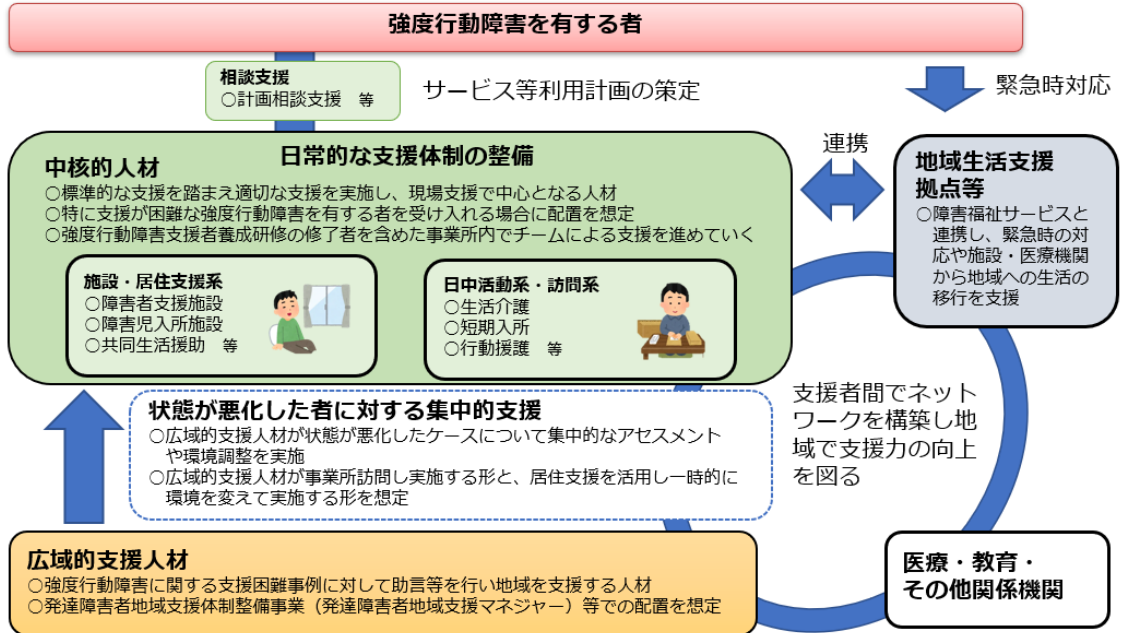 強度行動障害を有する者
相談支援
○計画相談支援　等
サービス等利用計画の策定
緊急時対応
日常的な支援体制の整備
中核的人材
○標準的な支援を踏まえ適切な支援を実施し、現場支援で中心となる人材
○特に支援が困難な強度行動障害を有する者を受け入れる場合に配置を想定
○強度行動障害支援者養成研修の修了者を含めた事業所内でチームによる支援を進めていく
施設・居住支援系
○障害者支援施設
○障害児入所施設
○共同生活援助　等
日中活動系・訪問系
○生活介護
○短期入所
○行動援護　等
連携
地域生活支援
拠点等
○障害福祉サービスと
連携し、緊急時の対
応や施設・医療機関
から地域への生活の
移行を支援
状態が悪化した者に対する集中的支援
○広域的支援人材が状態が悪化したケースについて集中的なアセスメント
や環境調整を実施
○広域的支援人材が事業所訪問し実施する形と、居住支援を活用し一時的に
環境を変えて実施する形を想定
支援者間でネット
ワークを構築し地
域で支援力の向上
を図る
広域的支援人材
○強度行動障害に関する支援困難事例に対して助言等を行い地域を支援する人材
○発達障害者地域支援体制整備事業（発達障害者地域支援マネジャー）等での配置を想定
医療・教育・
その他関係機関